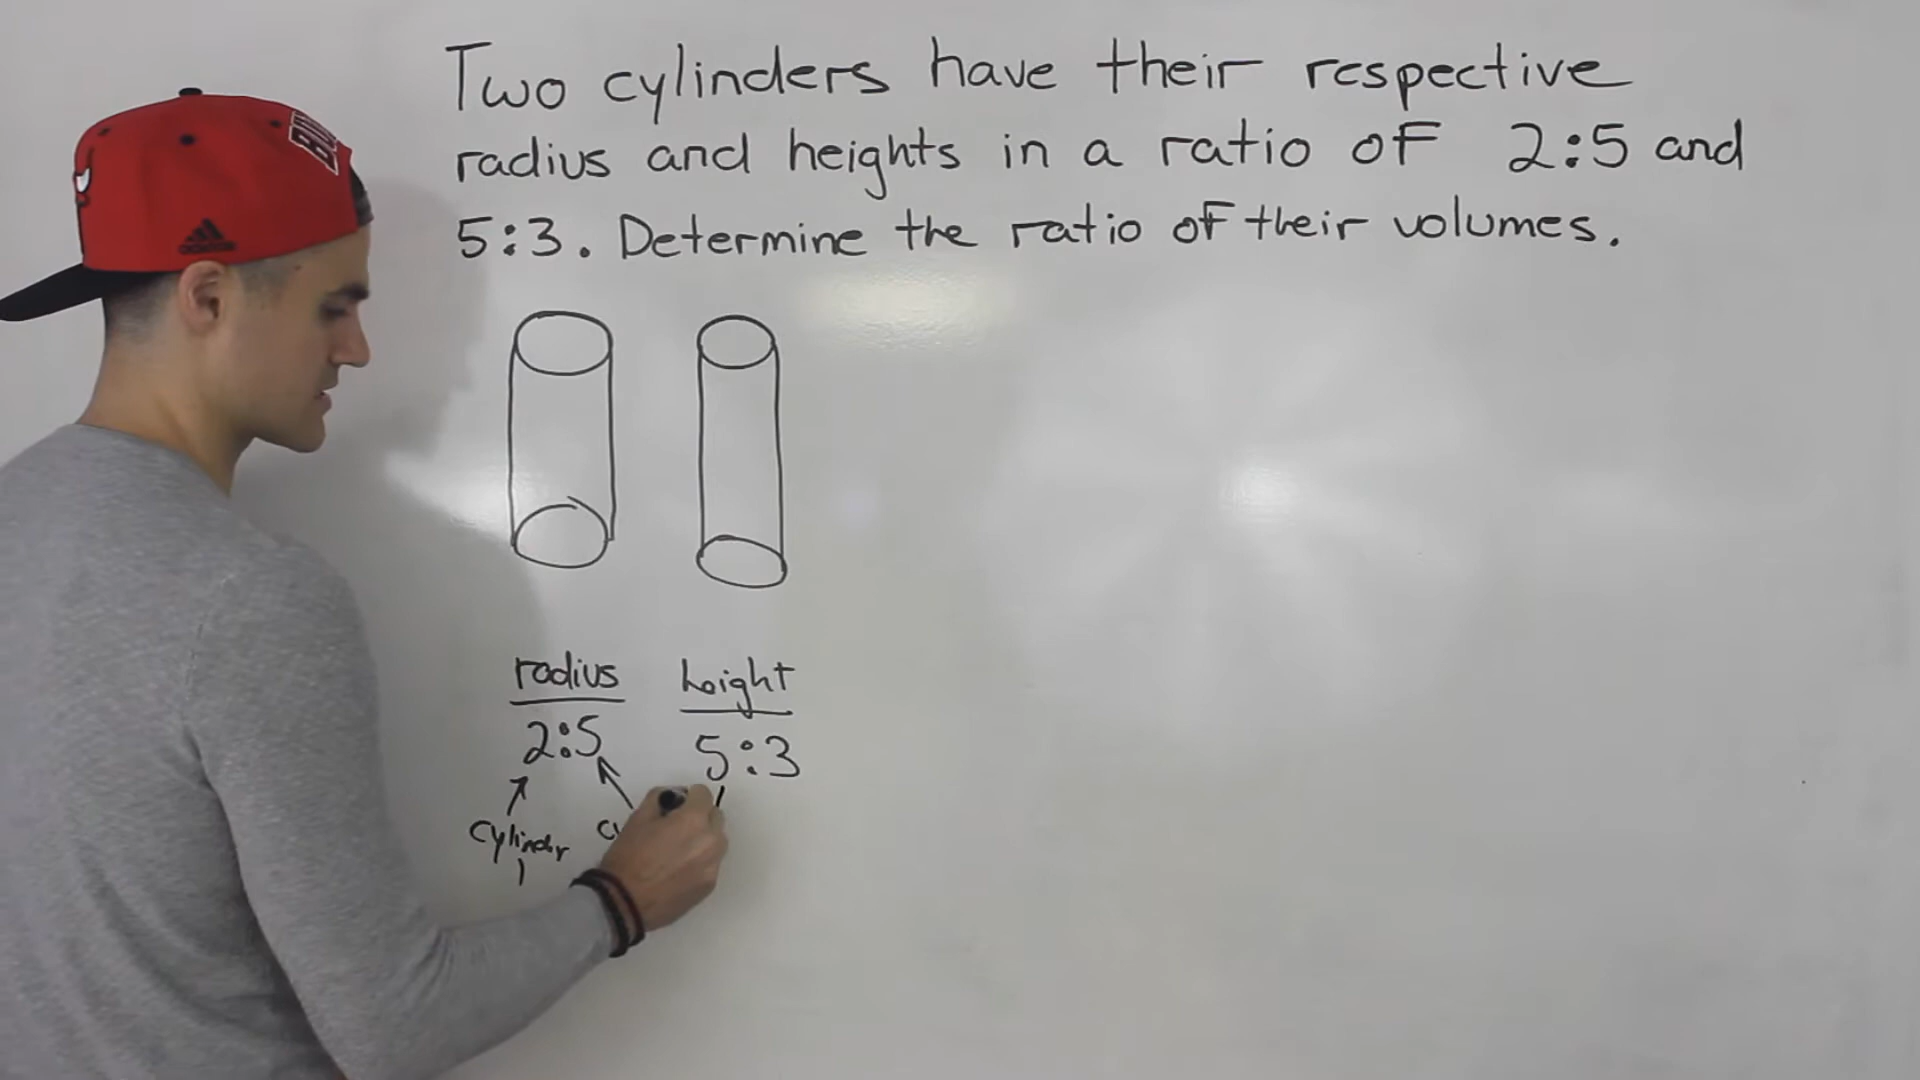 Two cylinders have their respective
radius and heights in a ratio of 2:5 and
5:3. Determine the ratio of their volumes.
radius height
2:5 5:3
cylinder
1